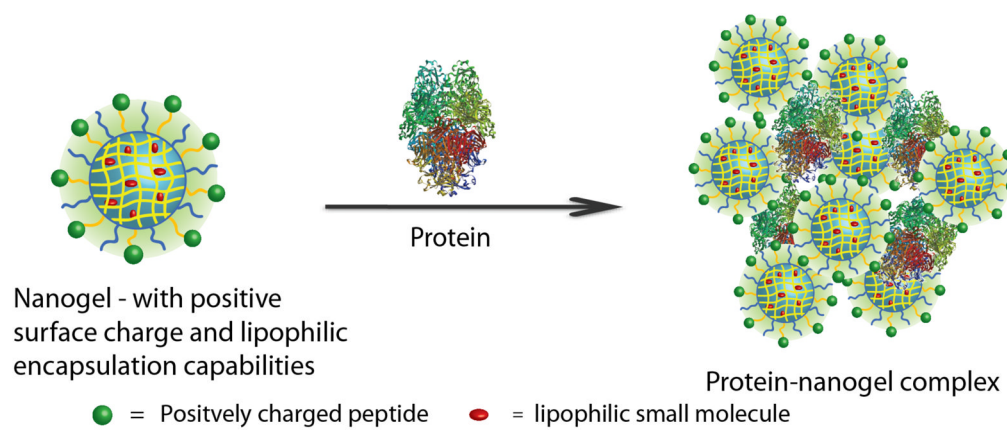 Protein
Nanogel - with positive
surface charge and lipophilic
encapsulation capabilities
Protein-nanogel complex
= Positvely charged peptide
= lipophilic small molecule